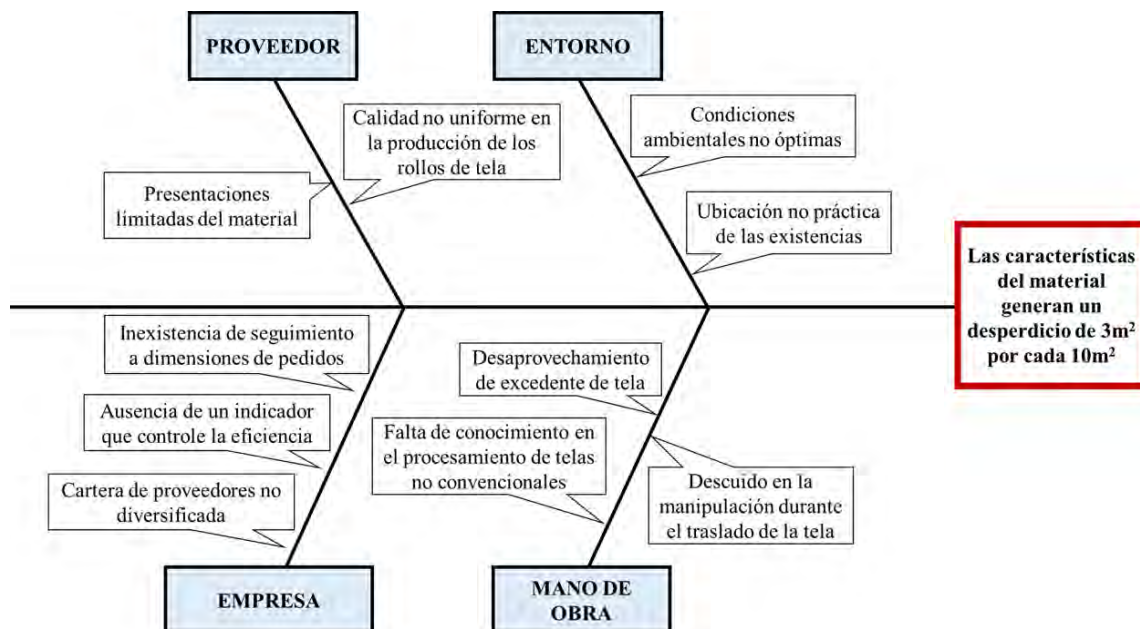 PROVEEDOR
ENTORNO
Calidad no uniforme en
la producción de los
rollos de tela
Presentaciones
límitadas del material
Condiciones
ambientales no óptimas
Ubicación no práctica
de las existencias
Las características
del material
generan un
desperdicio de 3m²
por cada 10m²
Inexistencia de seguimiento
a dimensiones de pedidos
Ausencia de un indicador
que controle la eficiencia
Cartera de proveedores no
diversificada
Desaprovechamiento
de excedente de tela
Falta de conocimiento en
el procesamiento de telas
no convencionales
Descuido en la
manipulación durante
el traslado de la tela
EMPRESA
MANO DE
OBRA